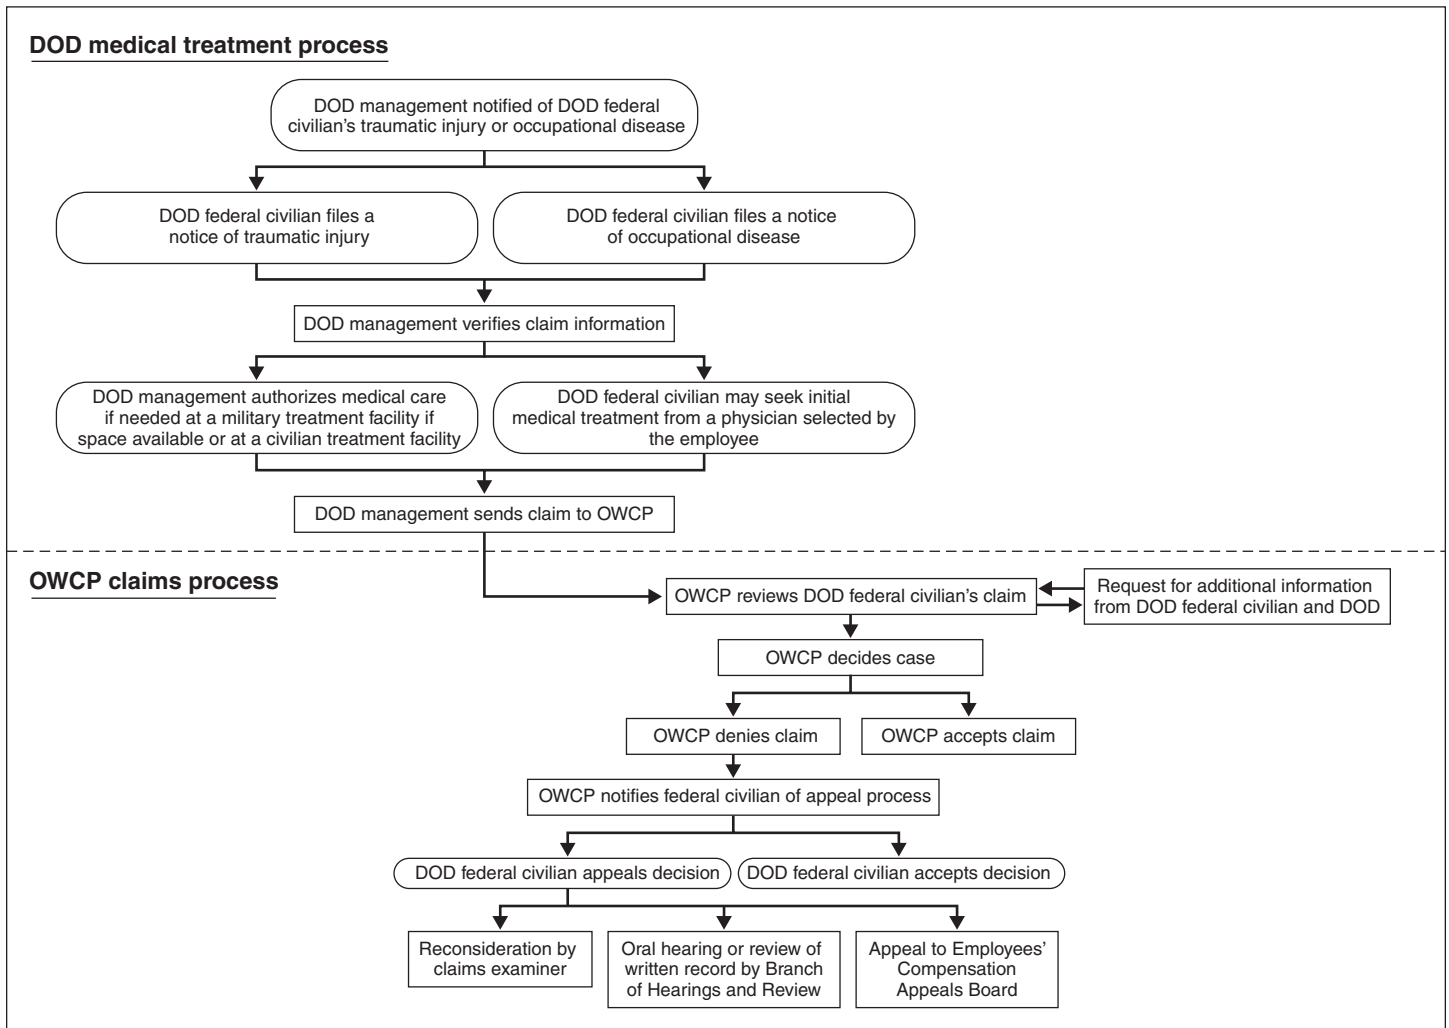 DOD medical treatment process
DOD management notified of DOD federal
civilian's traumatic injury or occupational disease
DOD federal civilian files a
notice of traumatic injury
DOD federal civilian files a notice
of occupational disease
DOD management verifies claim information
DOD management authorizes medical care
if needed at a military treatment facility if
space available or at a civilian treatment facility
DOD federal civilian may seek initial
medical treatment from a physician selected by
the employee
DOD management sends claim to OWCP
OWCP claims process
OWCP reviews DOD federal civilian's claim
Request for additional information
from DOD federal civilian and DOD
OWCP decides case
OWCP denies claim
OWCP accepts claim
OWCP notifies federal civilian of appeal process
DOD federal civilian appeals decision
DOD federal civilian accepts decision
Reconsideration by
claims examiner
Oral hearing or review of
written record by Branch
of Hearings and Review
Appeal to Employees'
Compensation
Appeals Board